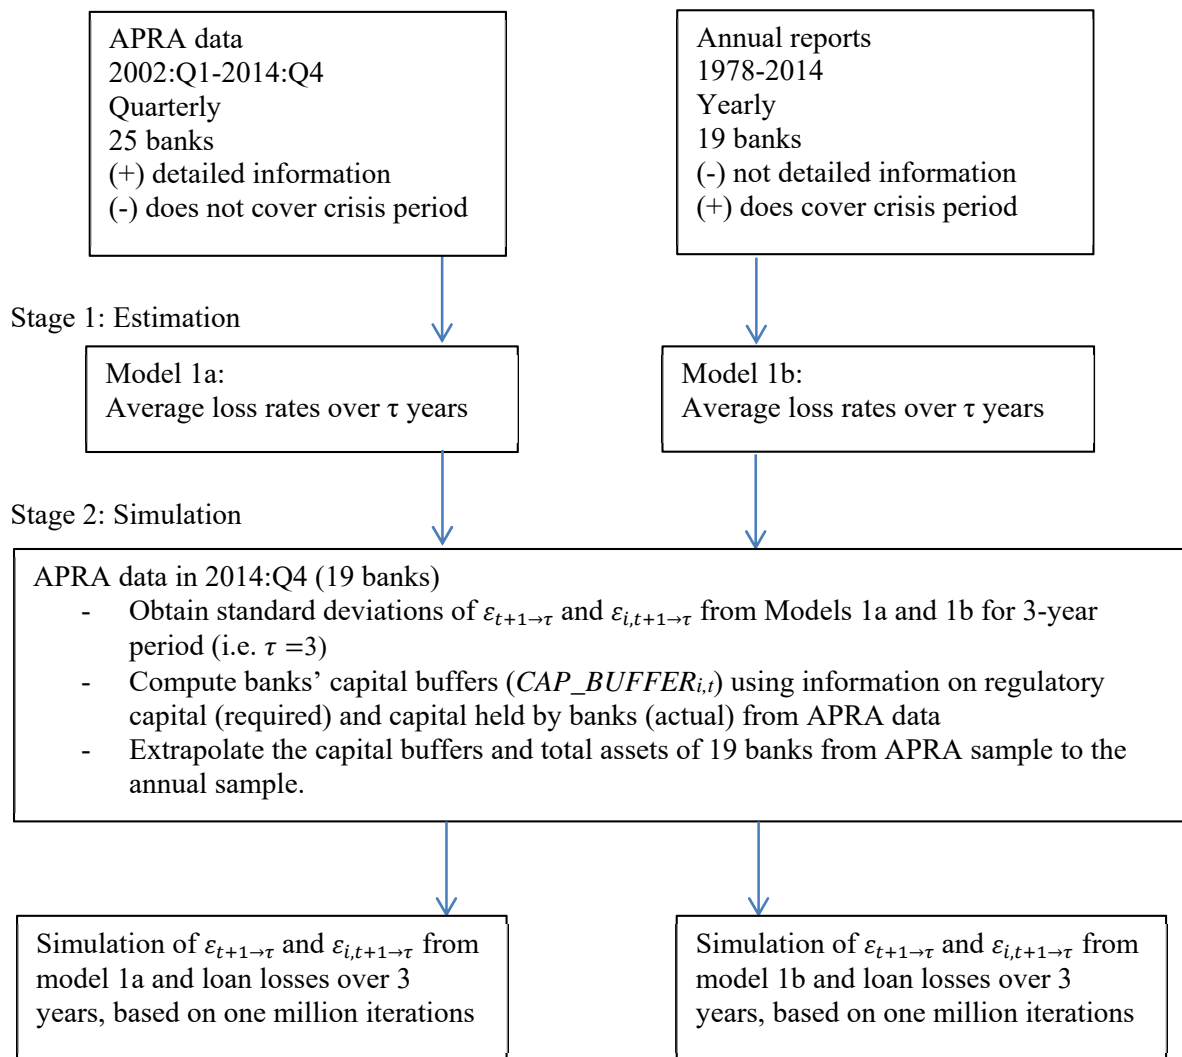 APRA data
2002:Q1-2014:Q4
Quarterly
25 banks
(+) detailed information
(-) does not cover crisis period
Annual reports
1978-2014
Yearly
19 banks
(-) not detailed information
(+) does cover crisis period
Stage 1: Estimation
Model 1a:
Average loss rates over τ years
Model 1b:
Average loss rates over τ years
Stage 2: Simulation
APRA data in 2014:Q4 (19 banks)
- Obtain standard deviations of εt+1→τ and εi,t+1→τ from Models 1a and 1b for 3-year
period (i.e. τ =3)
- Compute banks’ capital buffers (CAP_BUFFERi,t) using information on regulatory
capital (required) and capital held by banks (actual) from APRA data
- Extrapolate the capital buffers and total assets of 19 banks from APRA sample to the
annual sample.
Simulation of εt+1→τ and εi,t+1→τ from
model 1a and loan losses over 3
years, based on one million iterations
Simulation of εt+1→τ and εi,t+1→τ from
model 1b and loan losses over 3
years, based on one million iterations